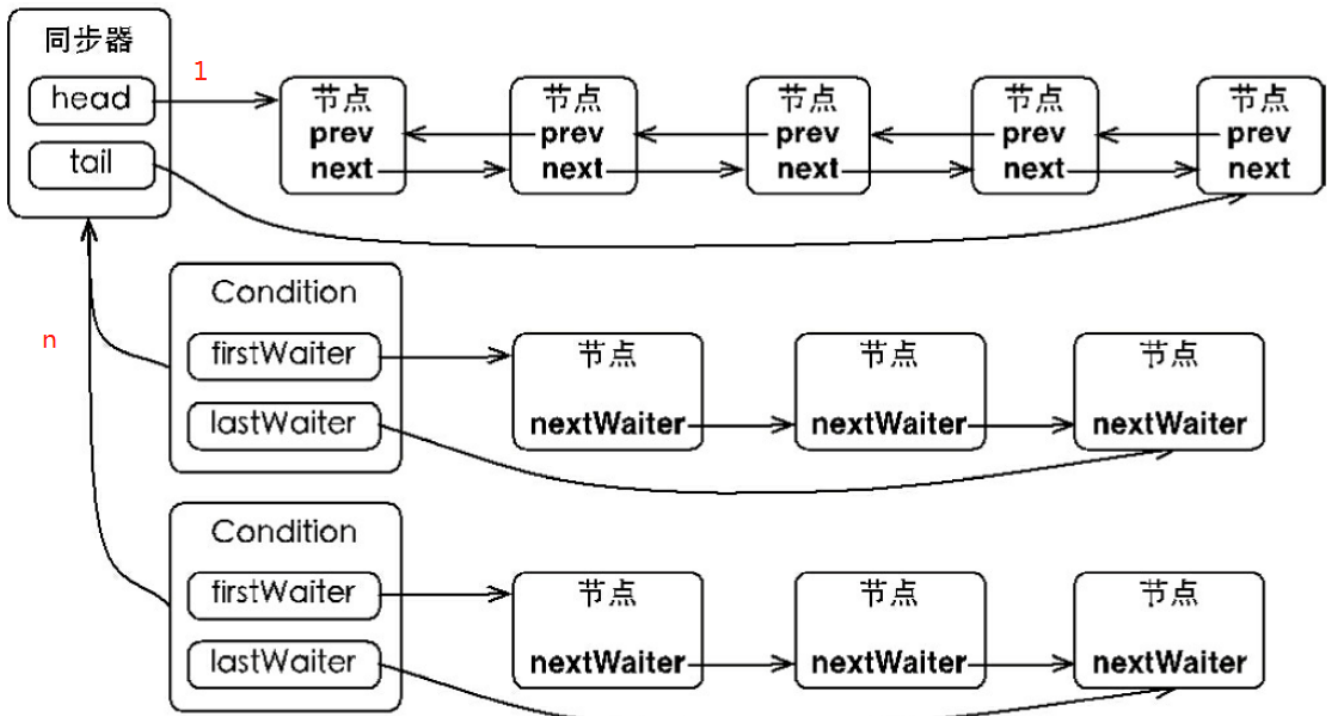 同步器
head
tail
1
节点
prev
next
节点
prev
next
节点
prev
next
节点
prev
next
节点
prev
next
n
Condition
firstWaiter
lastWaiter
节点
nextWaiter
节点
nextWaiter
节点
nextWaiter
Condition
firstWaiter
lastWaiter
节点
nextWaiter
节点
nextWaiter
节点
nextWaiter